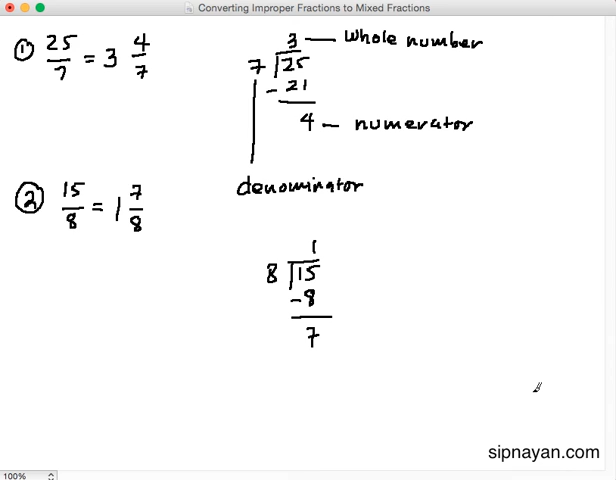 Converting Improper Fractions to Mixed Fractions
① 25/7 = 3 4/7
3 — Whole number
7 25
- 21
4 — numerator
denominator
② 15/8 = 1 7/8
1
8 15
- 8
7
sipnayan.com
100%